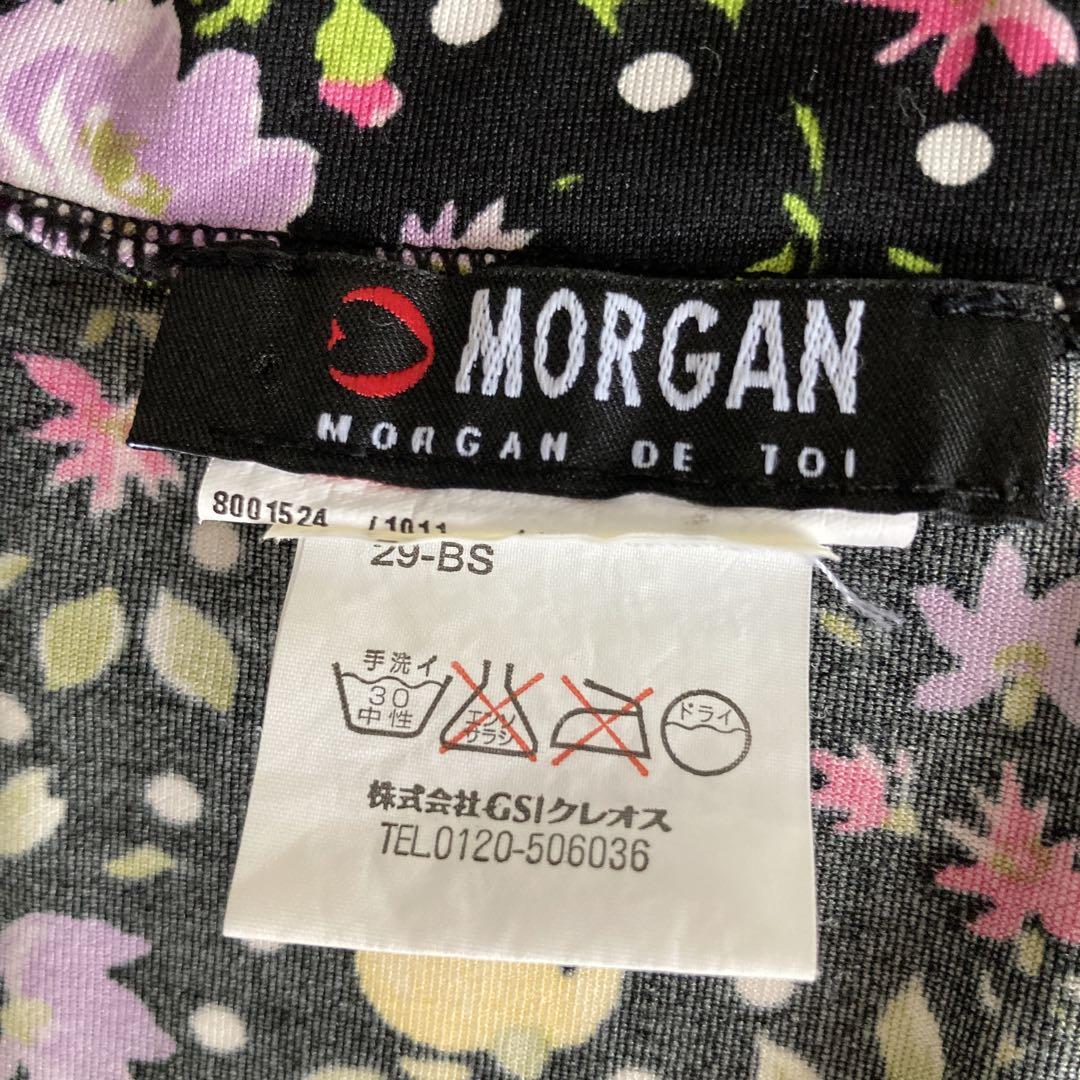 MORGAN
MORGAN DE TOI
8001524 /1011
29-BS
手洗イ
30
中性
エンソ
サラシ
ドライ
株式会社GSIクレオス
TEL.0120-506036